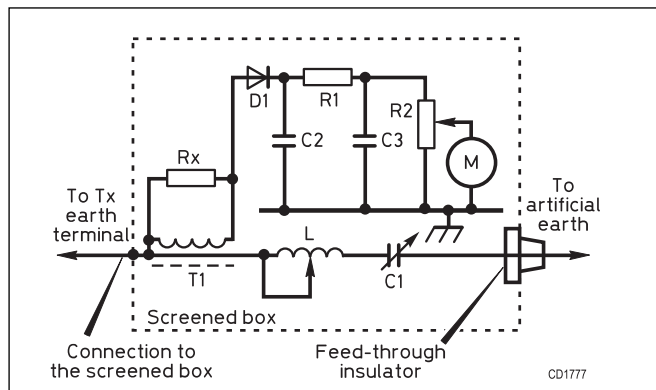 D1
R1
R2
C2
C3
M
Rx
To Tx
earth
terminal
To
artificial
earth
L
T1
C1
Screened box
Connection to
the screened box
Feed-through
insulator
CD1777